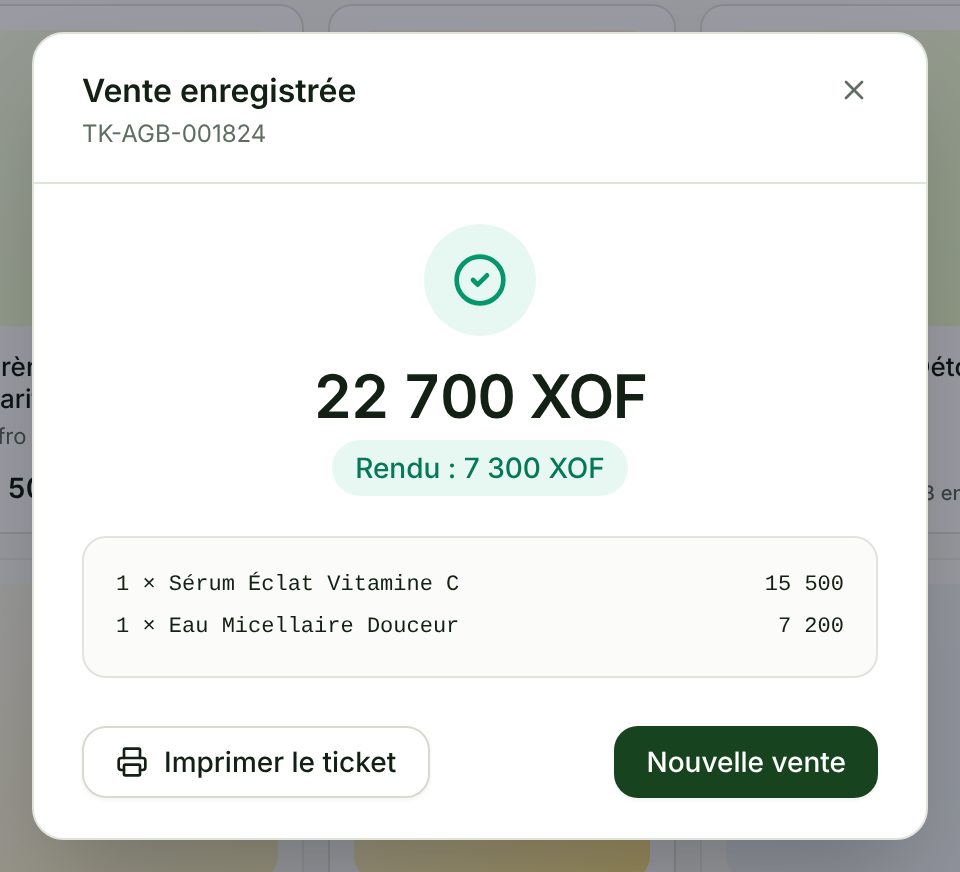 Vente enregistrée
TK-AGB-001824
22 700 XOF
Rendu : 7 300 XOF
1 × Sérum Éclat Vitamine C 15 500
1 × Eau Micellaire Douceur 7 200
Imprimer le ticket
Nouvelle vente